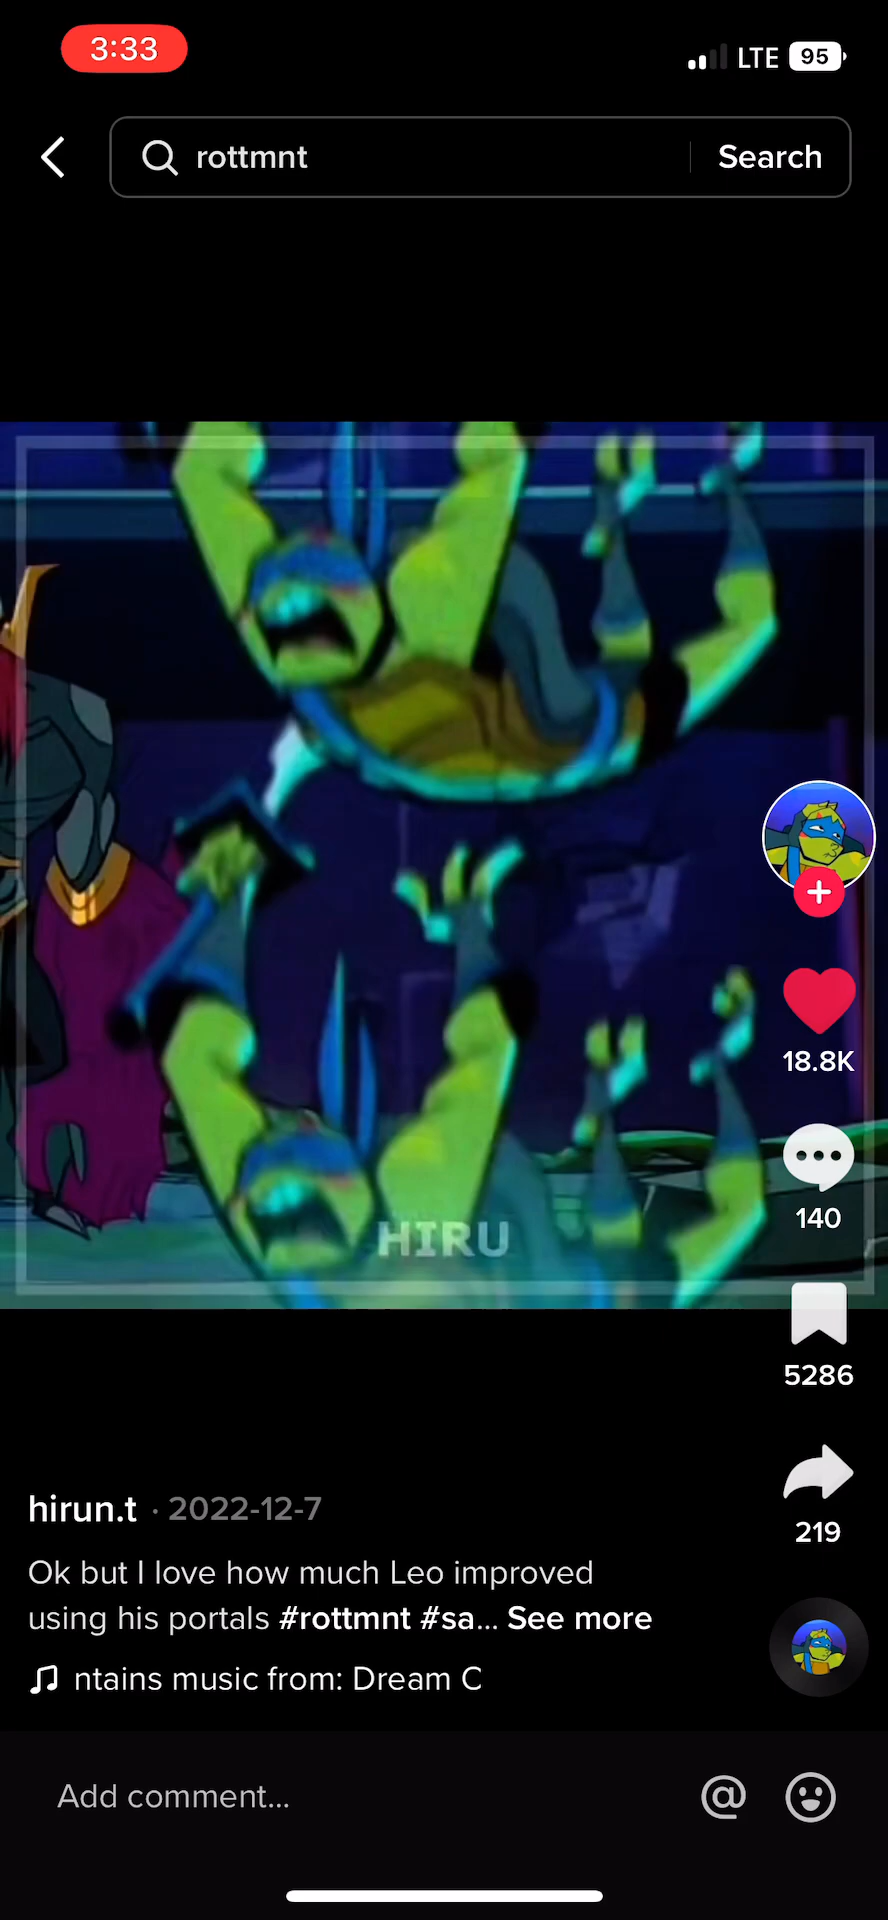 3:33
LTE 95
rottmnt
Search
HIRU
18.8K
140
5286
219
hirun.t · 2022-12-7
Ok but I love how much Leo improved
using his portals #rottmnt #sa... See more
ntains music from: Dream C
Add comment...